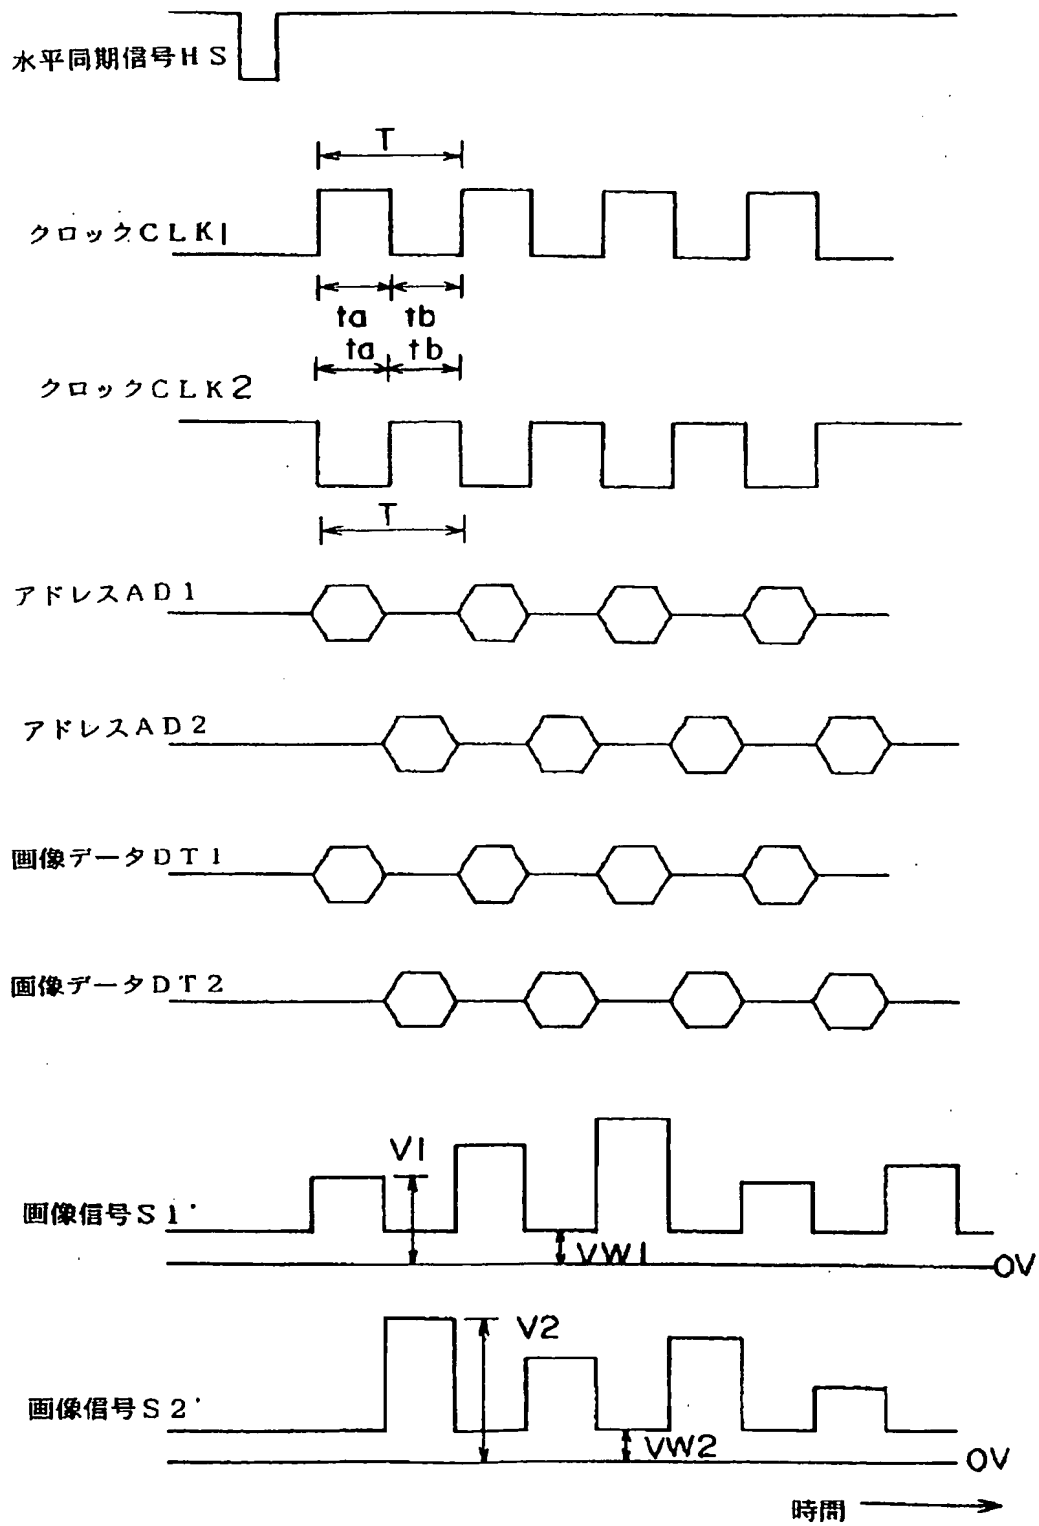 水平同期信号HS
T
クロックCLK1
ta tb
ta tb
クロックCLK2
T
アドレスAD1
アドレスAD2
画像データDT1
画像データDT2
V1
画像信号S1'
VW1
0V
V2
画像信号S2'
VW2
0V
時間